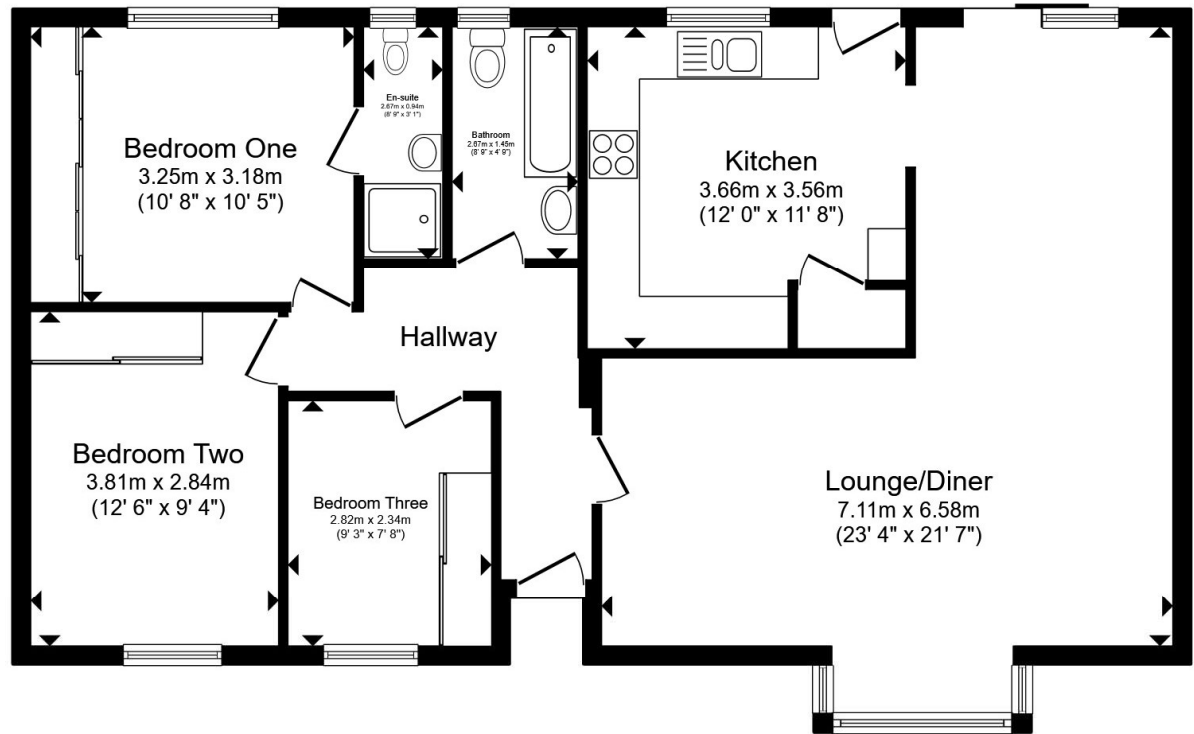 Bedroom One
3.25m x 3.18m
(10' 8" x 10' 5")
En-suite
2.67m x 0.94m
(8' 9" x 3' 1")
Bathroom
2.67m x 1.45m
(8' 9" x 4' 9")
Kitchen
3.66m x 3.56m
(12' 0" x 11' 8")
Hallway
Bedroom Two
3.81m x 2.84m
(12' 6" x 9' 4")
Bedroom Three
2.82m x 2.34m
(9' 3" x 7' 8")
Lounge/Diner
7.11m x 6.58m
(23' 4" x 21' 7")